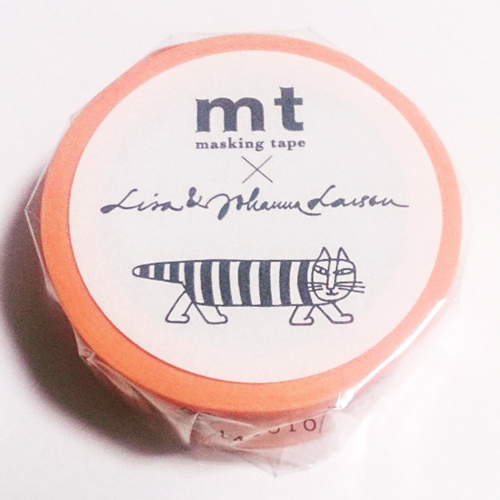 mt
masking tape
×
Lisa & Johanna Larson